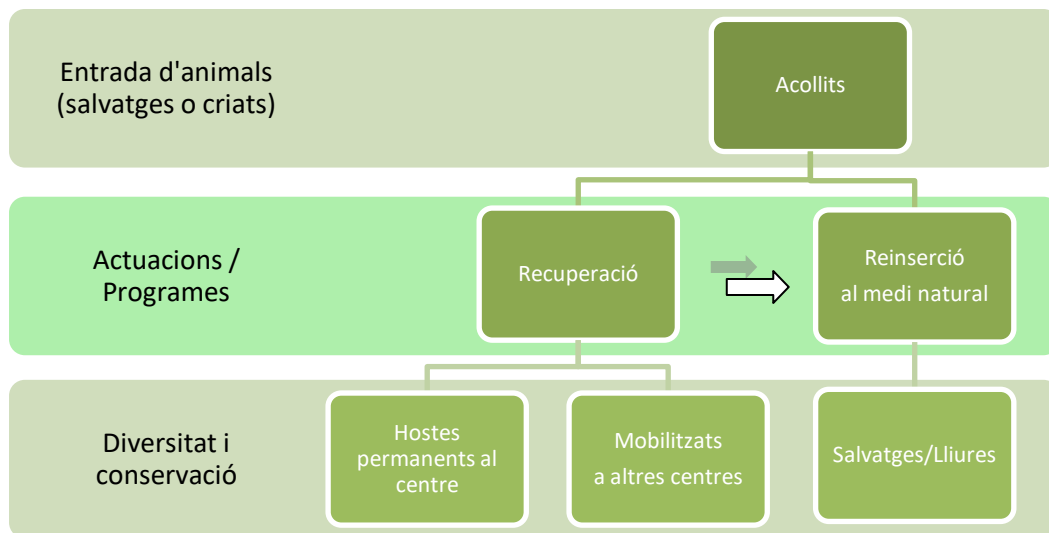 Entrada d'animals
(salvatges o criats)
Acollits
Actuacions /
Programes
Recuperació
Reinserció
al medi natural
Diversitat i
conservació
Hostes
permanents al
centre
Mobilitzats
a altres centres
Salvatges/Lliures